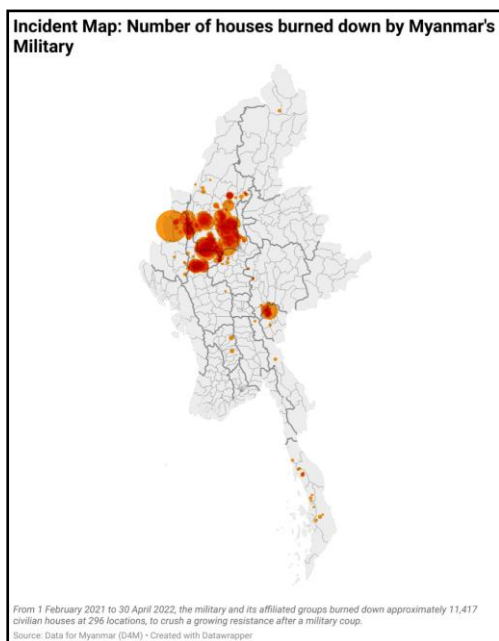 Incident Map: Number of houses burned down by Myanmar's
Military
From 1 February 2021 to 30 April 2022, the military and its affiliated groups burned down approximately 11,417
civilian houses at 296 locations, to crush a growing resistance after a military coup.
Source: Data for Myanmar (D4M) • Created with Datawrapper